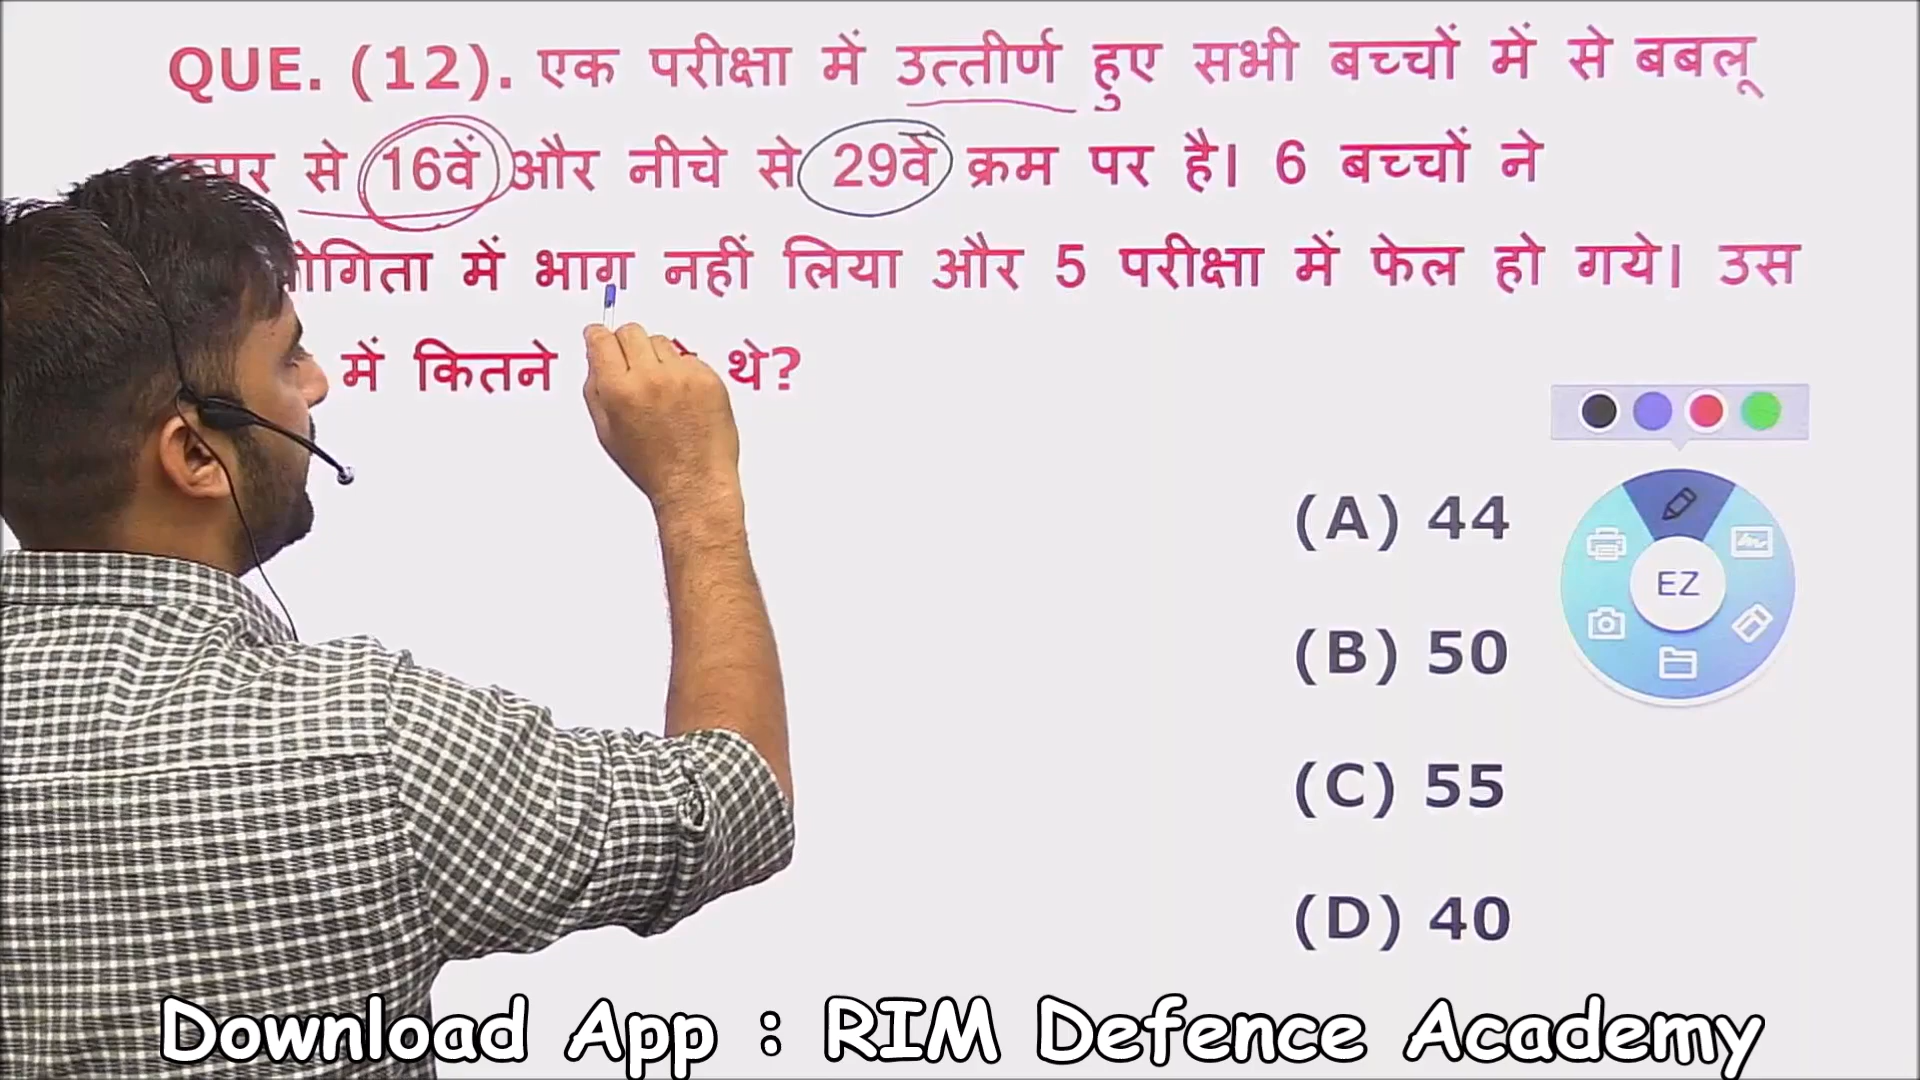 QUE. (12). एक परीक्षा में उत्तीर्ण हुए सभी बच्चों में से बबलू
से 16वें और नीचे से 29वें क्रम पर है। 6 बच्चों ने
में भाग नहीं लिया और 5 परीक्षा में फेल हो गये। उस
में कितने थे?
(A) 44
EZ
(B) 50
(C) 55
(D) 40
Download App : RIM Defence Academy